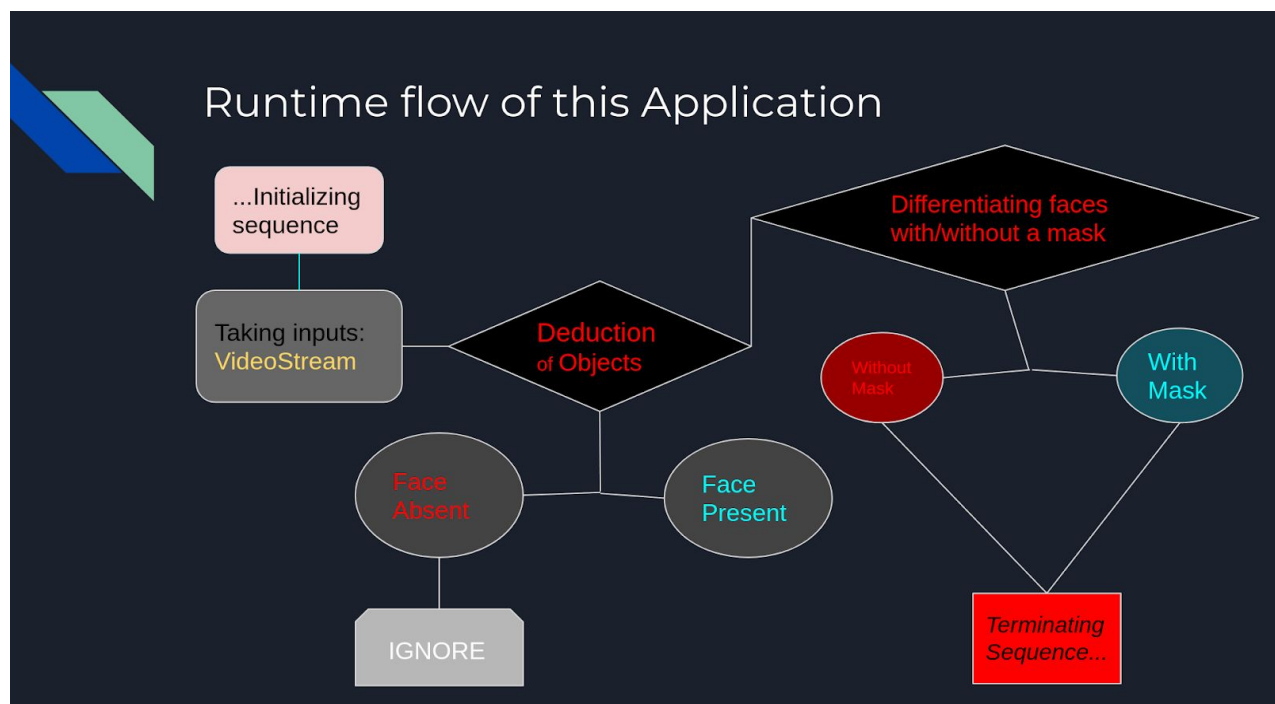 Runtime flow of this Application
...Initializing
sequence
Taking inputs:
VideoStream
Deduction
of Objects
Face
Absent
Face
Present
IGNORE
Differentiating faces
with/without a mask
Without
Mask
With
Mask
Terminating
Sequence...